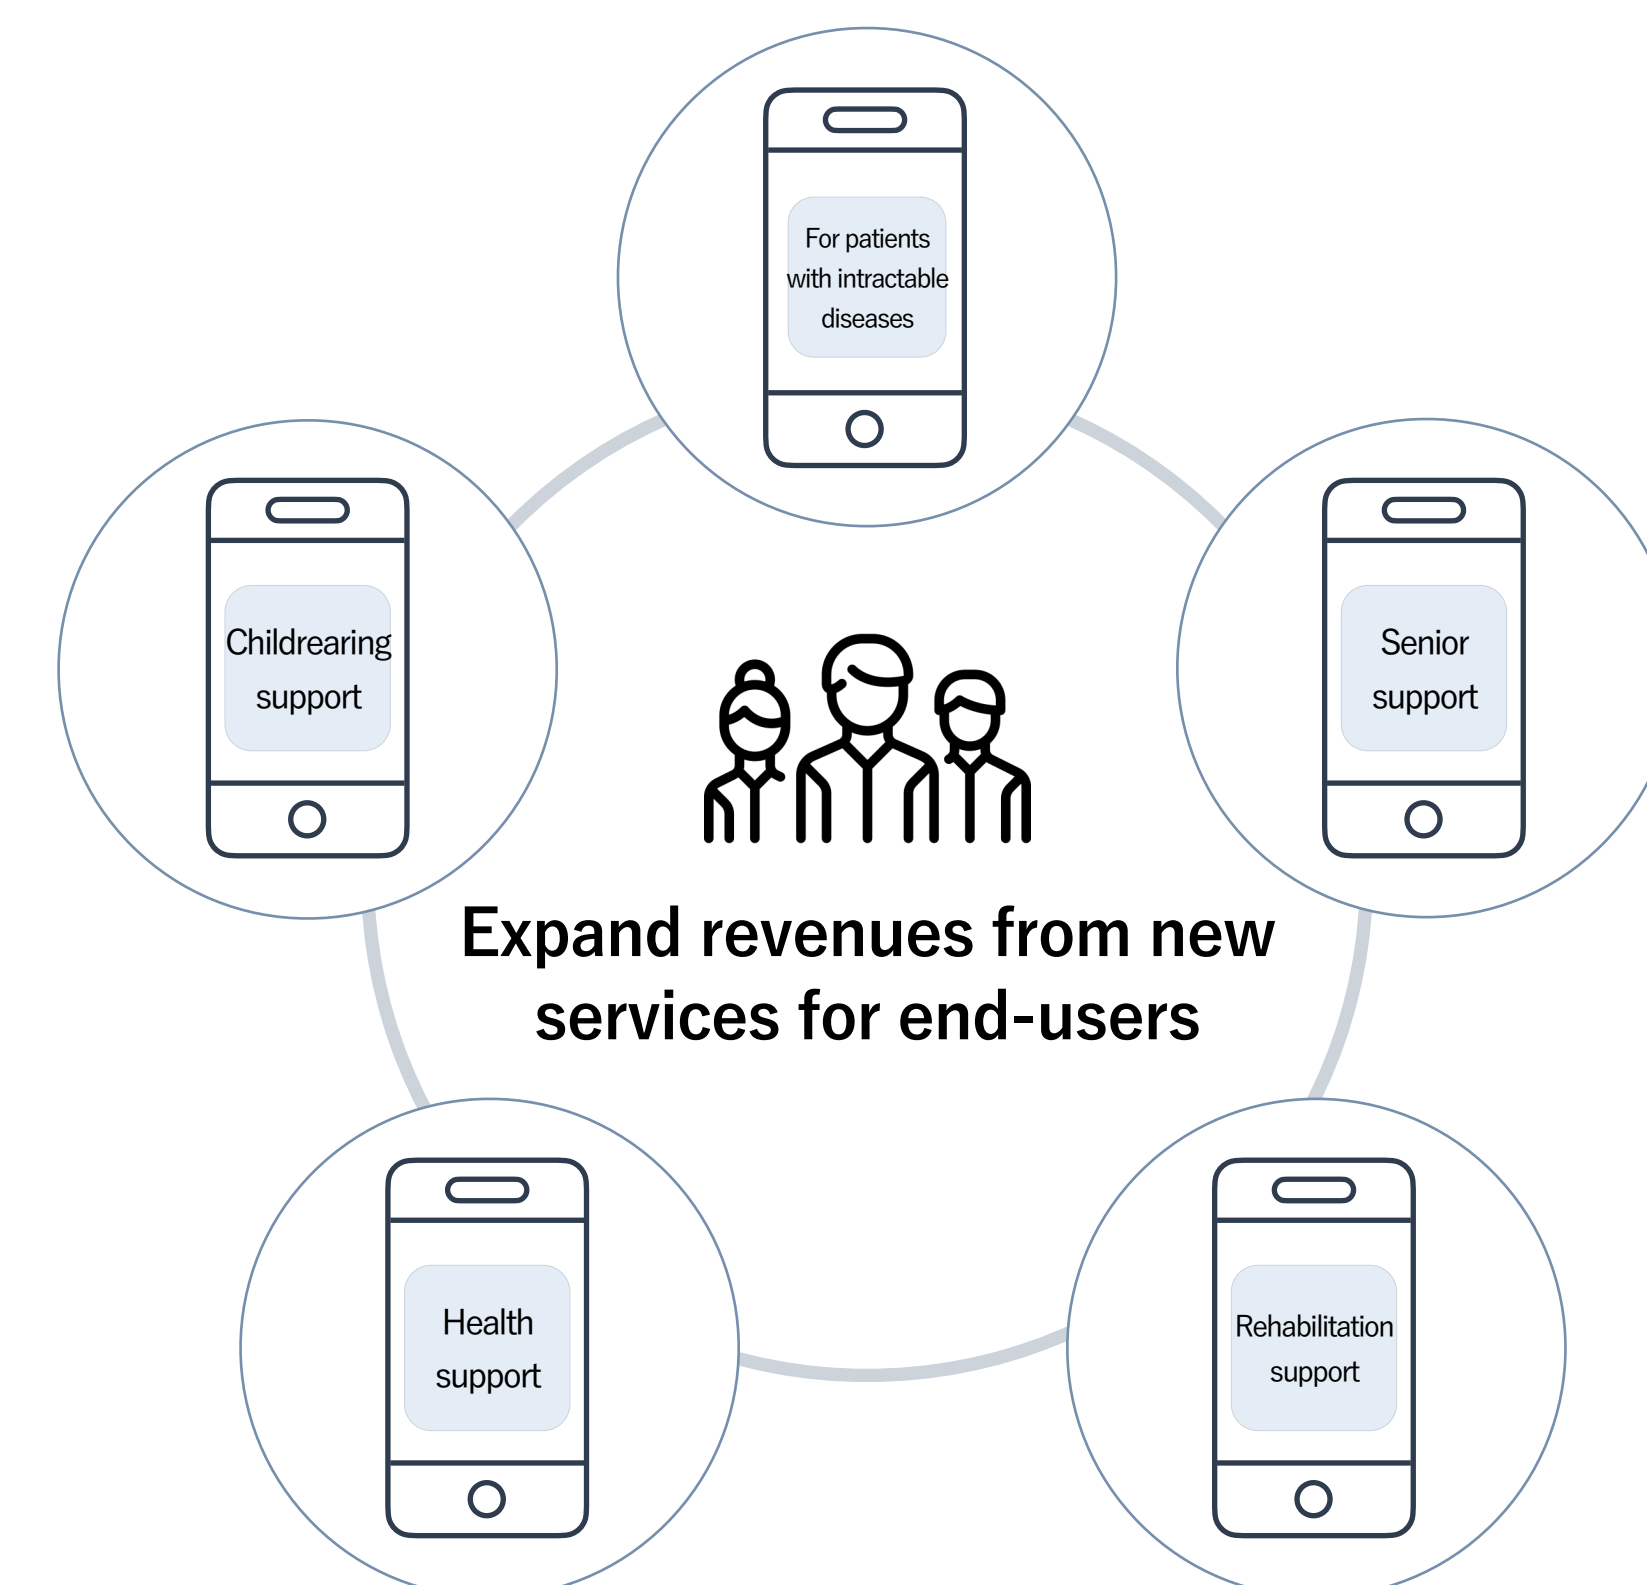 For patients
with intractable
diseases
Childrearing
support
Senior
support
Expand revenues from new
services for end-users
Health
support
Rehabilitation
support